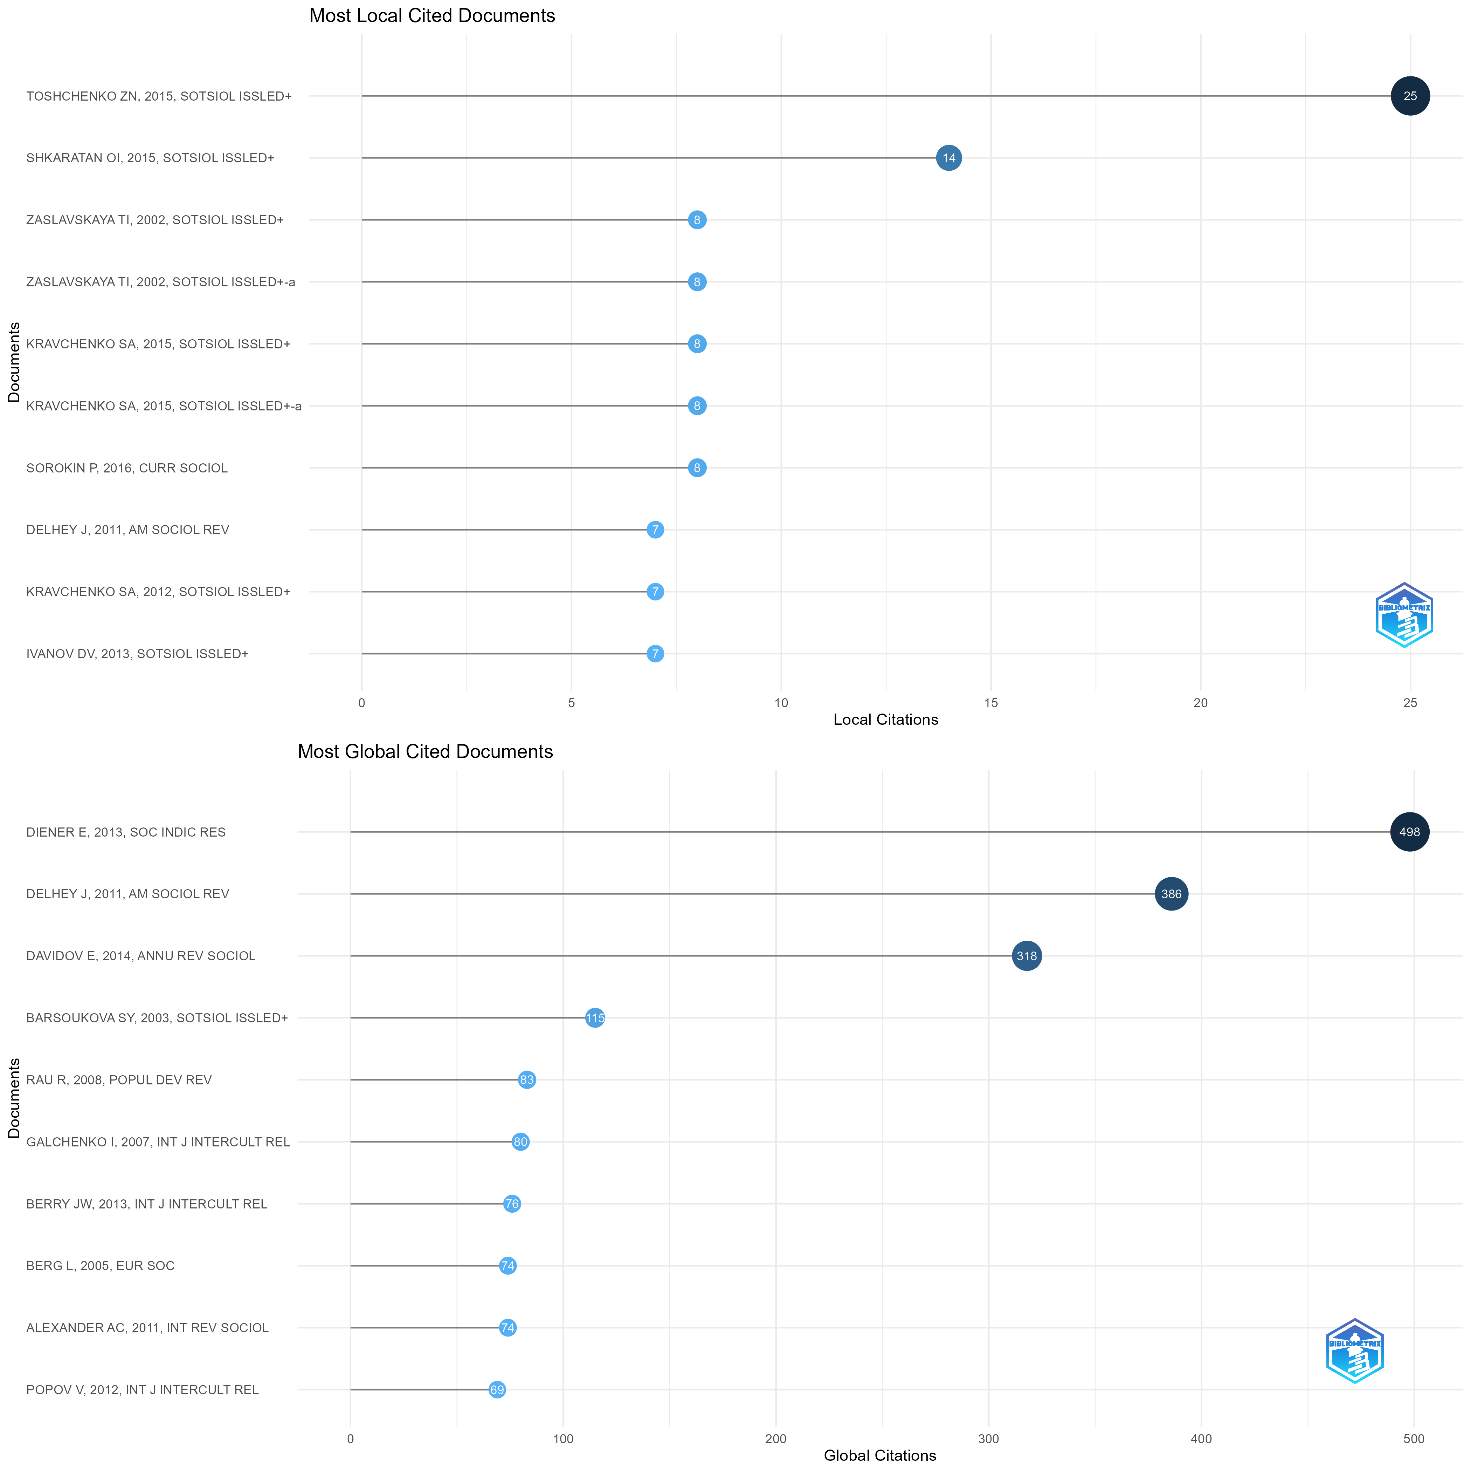 Most Local Cited Documents
TOSHCHENKO ZN, 2015, SOTSIOL ISSLED+
25
SHKARATAN OI, 2015, SOTSIOL ISSLED+
14
ZASLAVSKAYA TI, 2002, SOTSIOL ISSLED+
8
ZASLAVSKAYA TI, 2002, SOTSIOL ISSLED+-a
8
KRAVCHENKO SA, 2015, SOTSIOL ISSLED+
8
KRAVCHENKO SA, 2015, SOTSIOL ISSLED+-a
8
SOROKIN P, 2016, CURR SOCIOL
8
DELHEY J, 2011, AM SOCIOL REV
7
KRAVCHENKO SA, 2012, SOTSIOL ISSLED+
7
IVANOV DV, 2013, SOTSIOL ISSLED+
7
Documents
BIBLIOMETRIX
0 5 10 15 20 25
Local Citations
Most Global Cited Documents
DIENER E, 2013, SOC INDIC RES
498
DELHEY J, 2011, AM SOCIOL REV
386
DAVIDOV E, 2014, ANNU REV SOCIOL
318
BARSOUKOVA SY, 2003, SOTSIOL ISSLED+
115
RAU R, 2008, POPUL DEV REV
83
GALCHENKO I, 2007, INT J INTERCULT REL
80
BERRY JW, 2013, INT J INTERCULT REL
76
BERG L, 2005, EUR SOC
74
ALEXANDER AC, 2011, INT REV SOCIOL
74
POPOV V, 2012, INT J INTERCULT REL
69
Documents
BIBLIOMETRIX
0 100 200 300 400 500
Global Citations